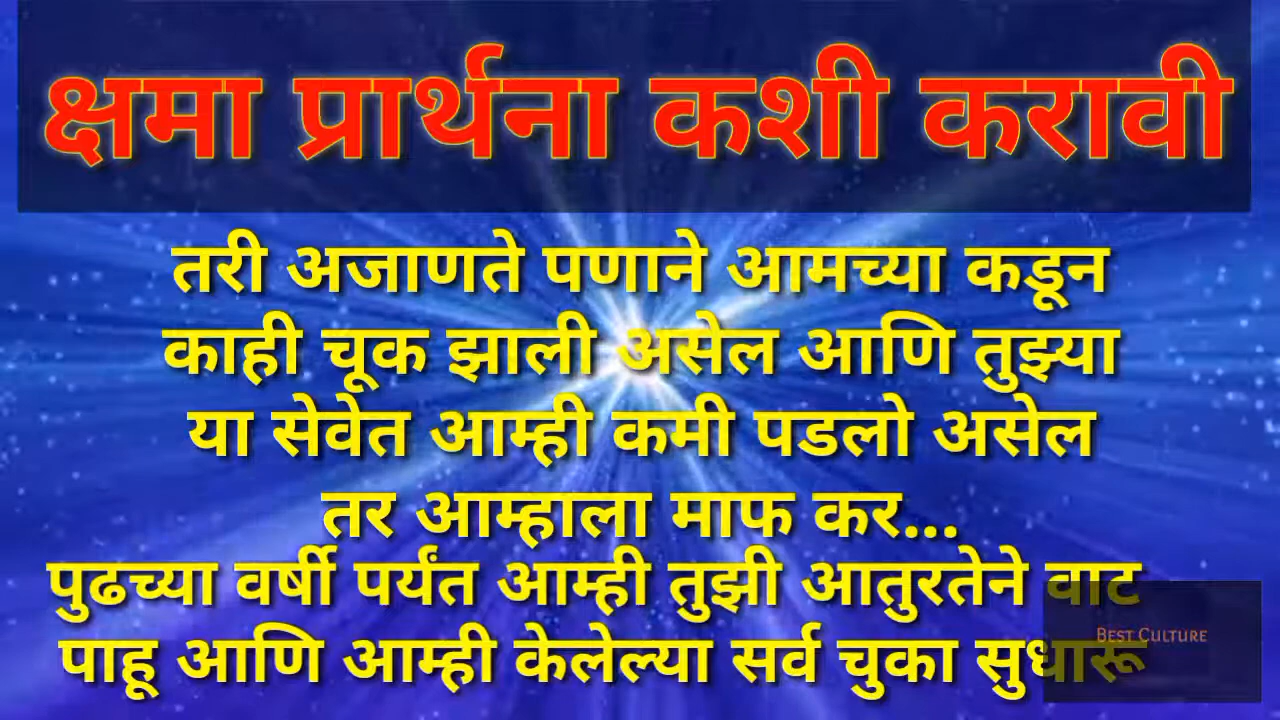 क्षमा प्रार्थना कशी करावी
तरी अजाणते पणाने आमच्या कडून
काही चूक झाली असेल आणि तुझ्या
या सेवेत आम्ही कमी पडलो असेल
तर आम्हाला माफ कर...
पुढच्या वर्षी पर्यंत आम्ही तुझी आतुरतेने वाट
पाहू आणि आम्ही केलेल्या सर्व चुका सुधारू
BEST CULTURE